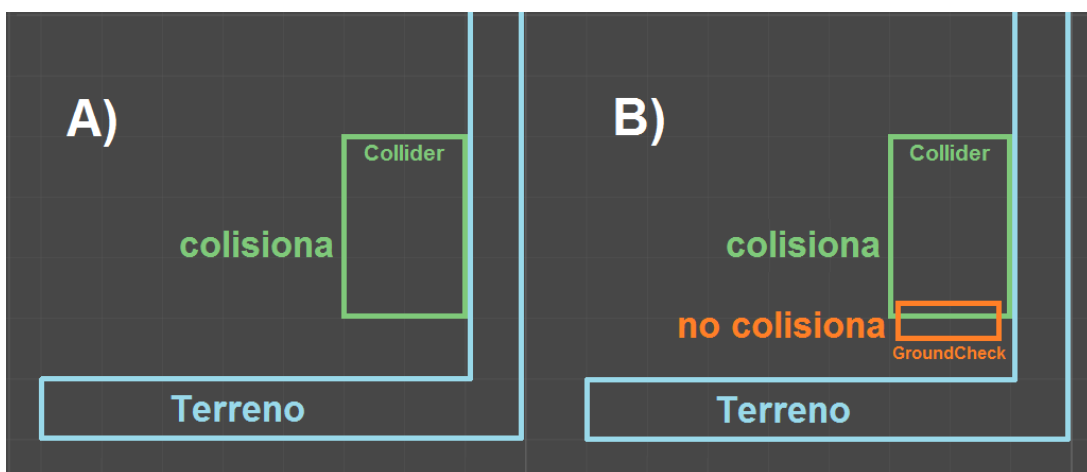 A)
Collider
colisiona
Terreno
B)
Collider
colisiona
no colisiona
GroundCheck
Terreno